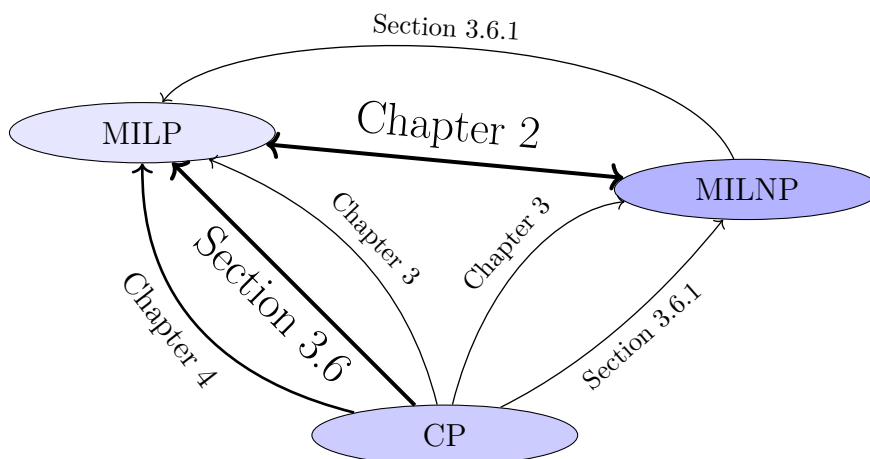 Section 3.6.1
MILP
Chapter 2
MILNP
Chapter 3
Chapter 3
Section 3.6
Chapter 4
Section 3.6.1
CP